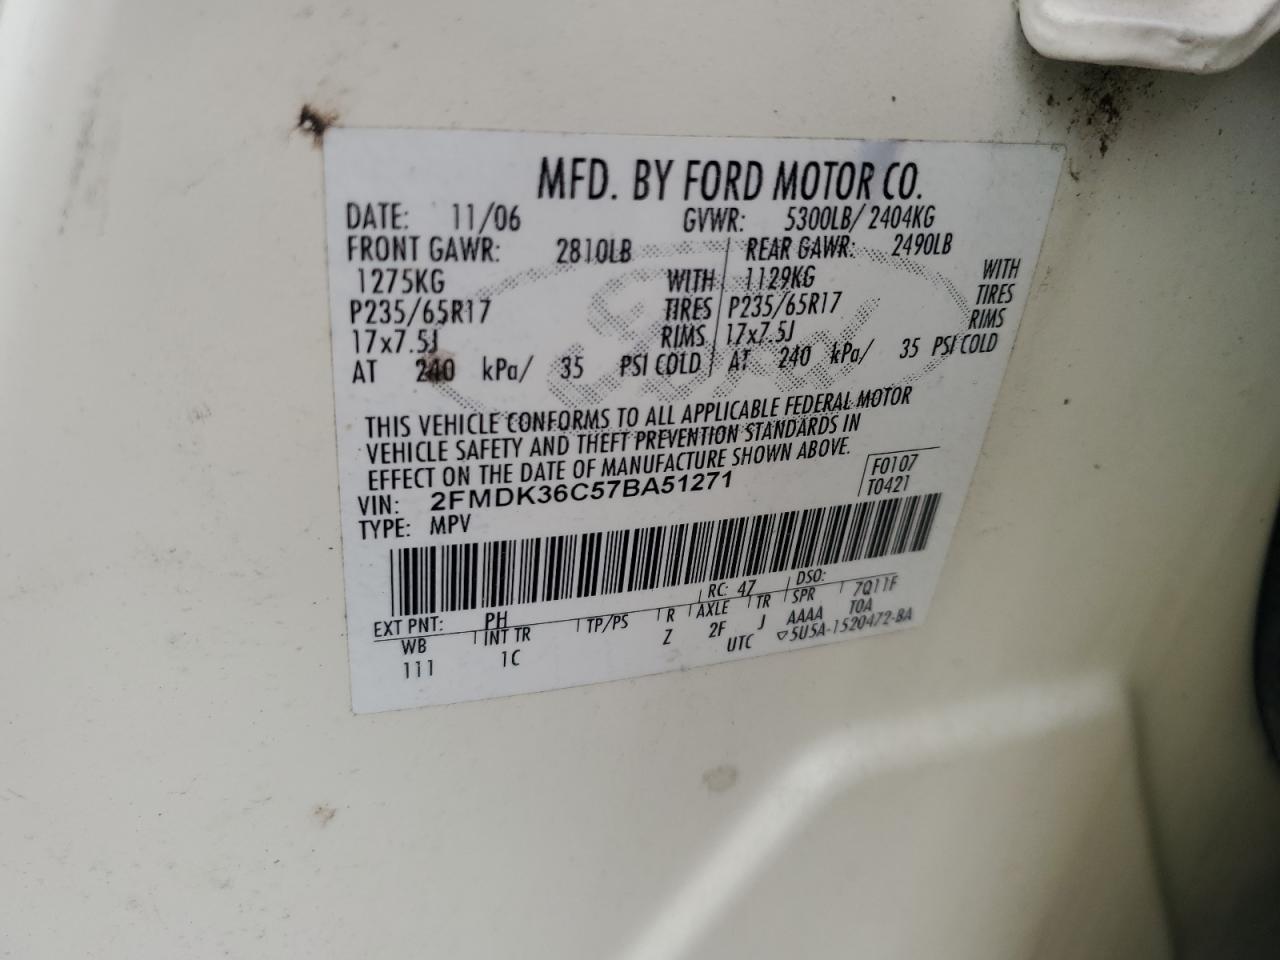 MFD. BY FORD MOTOR CO.
DATE: 11/06 GVWR: 5300LB/ 2404KG
FRONT GAWR: 2810LB REAR GAWR: 2490LB
1275KG WITH 1129KG WITH
P235/65R17 TIRES P235/65R17 TIRES
17x7.5J RIMS 17x7.5J RIMS
AT 240 kPa/ 35 PSI COLD AT 240 kPa/ 35 PSI COLD
THIS VEHICLE CONFORMS TO ALL APPLICABLE FEDERAL MOTOR
VEHICLE SAFETY AND THEFT PREVENTION STANDARDS IN
EFFECT ON THE DATE OF MANUFACTURE SHOWN ABOVE.
VIN: 2FMDK36C57BA51271 F0107
TYPE: MPV T0421
EXT PNT: PH RC: 47 DSO:
WB INT TR TP/PS R AXLE TR SPR 7Q11F
111 1C Z 2F J AAAA TOA
UTC ▽5U5A-1520472-BA